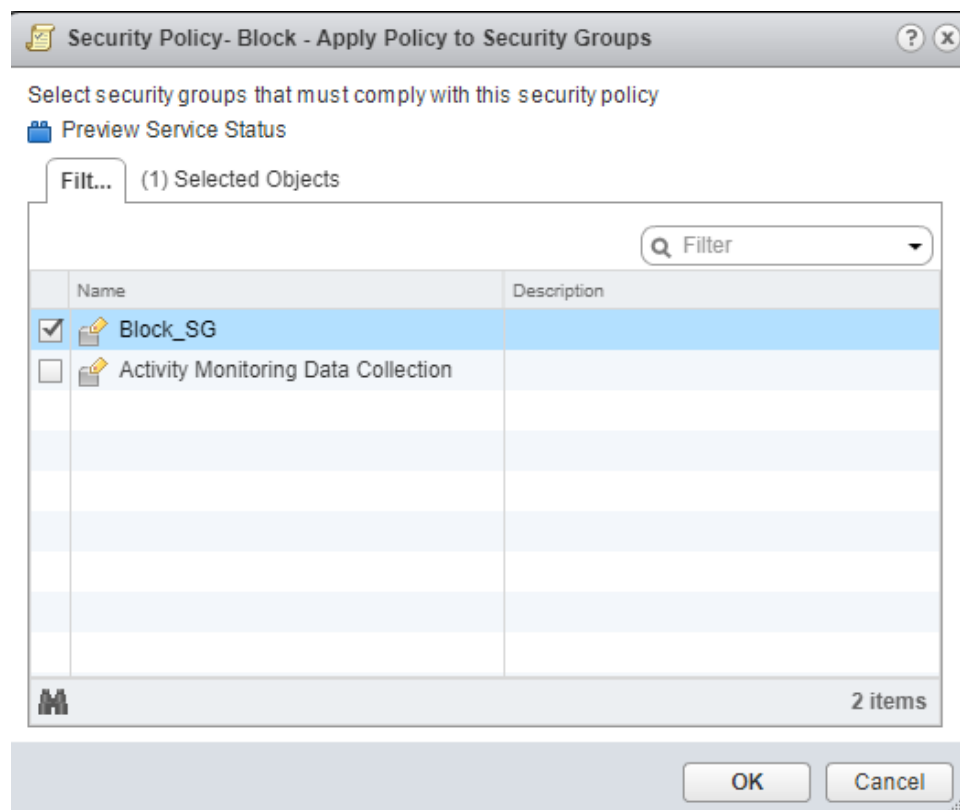 Security Policy- Block - Apply Policy to Security Groups
Select security groups that must comply with this security policy
Preview Service Status
Filt... (1) Selected Objects
Filter
Name Description
Block_SG
Activity Monitoring Data Collection
2 items
OK Cancel